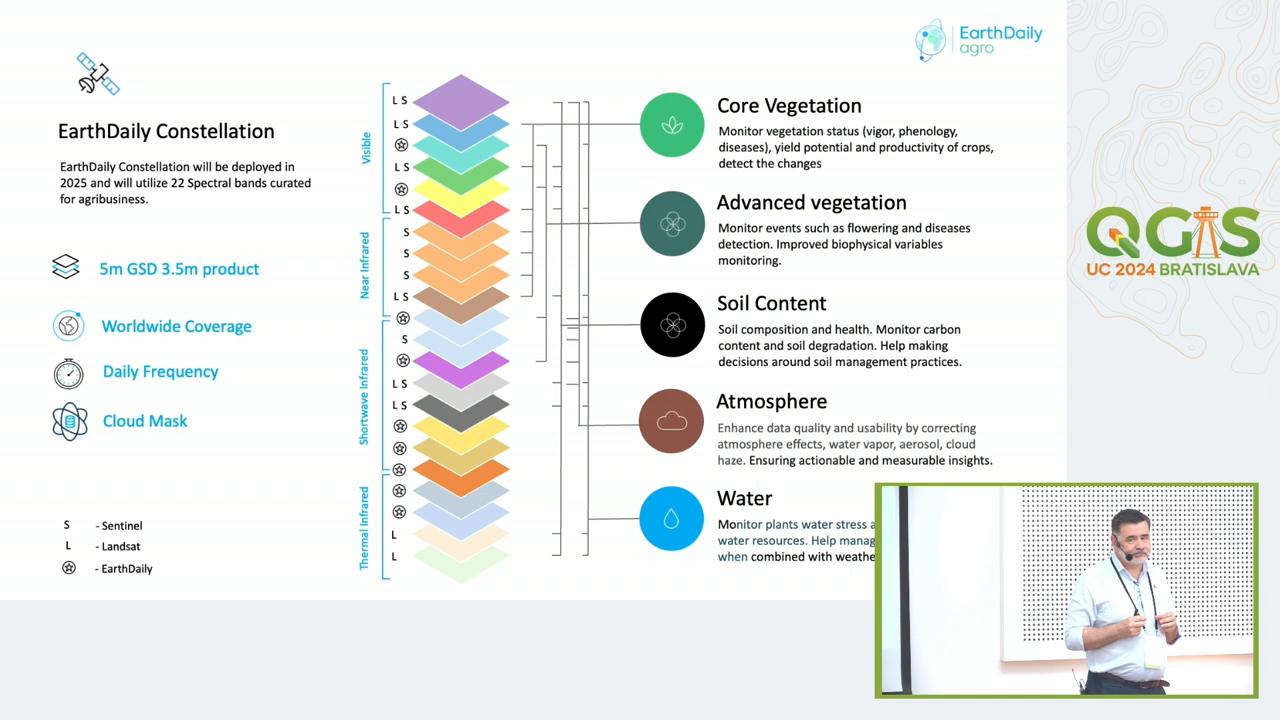 EarthDaily
agro
EarthDaily Constellation
EarthDaily Constellation will be deployed in
2025 and will utilize 22 Spectral bands curated
for agribusiness.
5m GSD 3.5m product
Worldwide Coverage
Daily Frequency
Cloud Mask
S - Sentinel
L - Landsat
- EarthDaily
Visible
Near Infrared
Shortwave Infrared
Thermal Infrared
L S
L S
L S
L S
S
S
S
L S
S
L S
L S
L
L
Core Vegetation
Monitor vegetation status (vigor, phenology,
diseases), yield potential and productivity of crops,
detect the changes
Advanced vegetation
Monitor events such as flowering and diseases
detection. Improved biophysical variables
monitoring.
Soil Content
Soil composition and health. Monitor carbon
content and soil degradation. Help making
decisions around soil management practices.
Atmosphere
Enhance data quality and usability by correcting
atmosphere effects, water vapor, aerosol, cloud
haze. Ensuring actionable and measurable insights.
Water
Monitor plants water stress
water resources. Help
when combined with
QGIS
UC 2024 BRATISLAVA